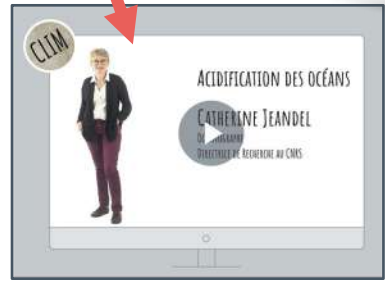 CLIM
ACIDIFICATION DES OCÉANS
CATHERINE JEANDEL
DIRECTRICE DE RECHERCHE AU CNRS